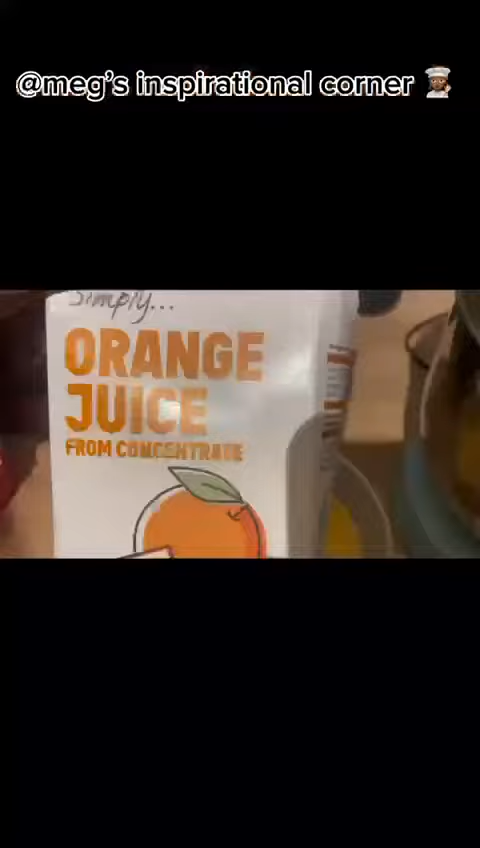 @meg's inspirational corner 👨🏾‍🍳
Simply...
ORANGE
JUICE
FROM CONCENTRATE